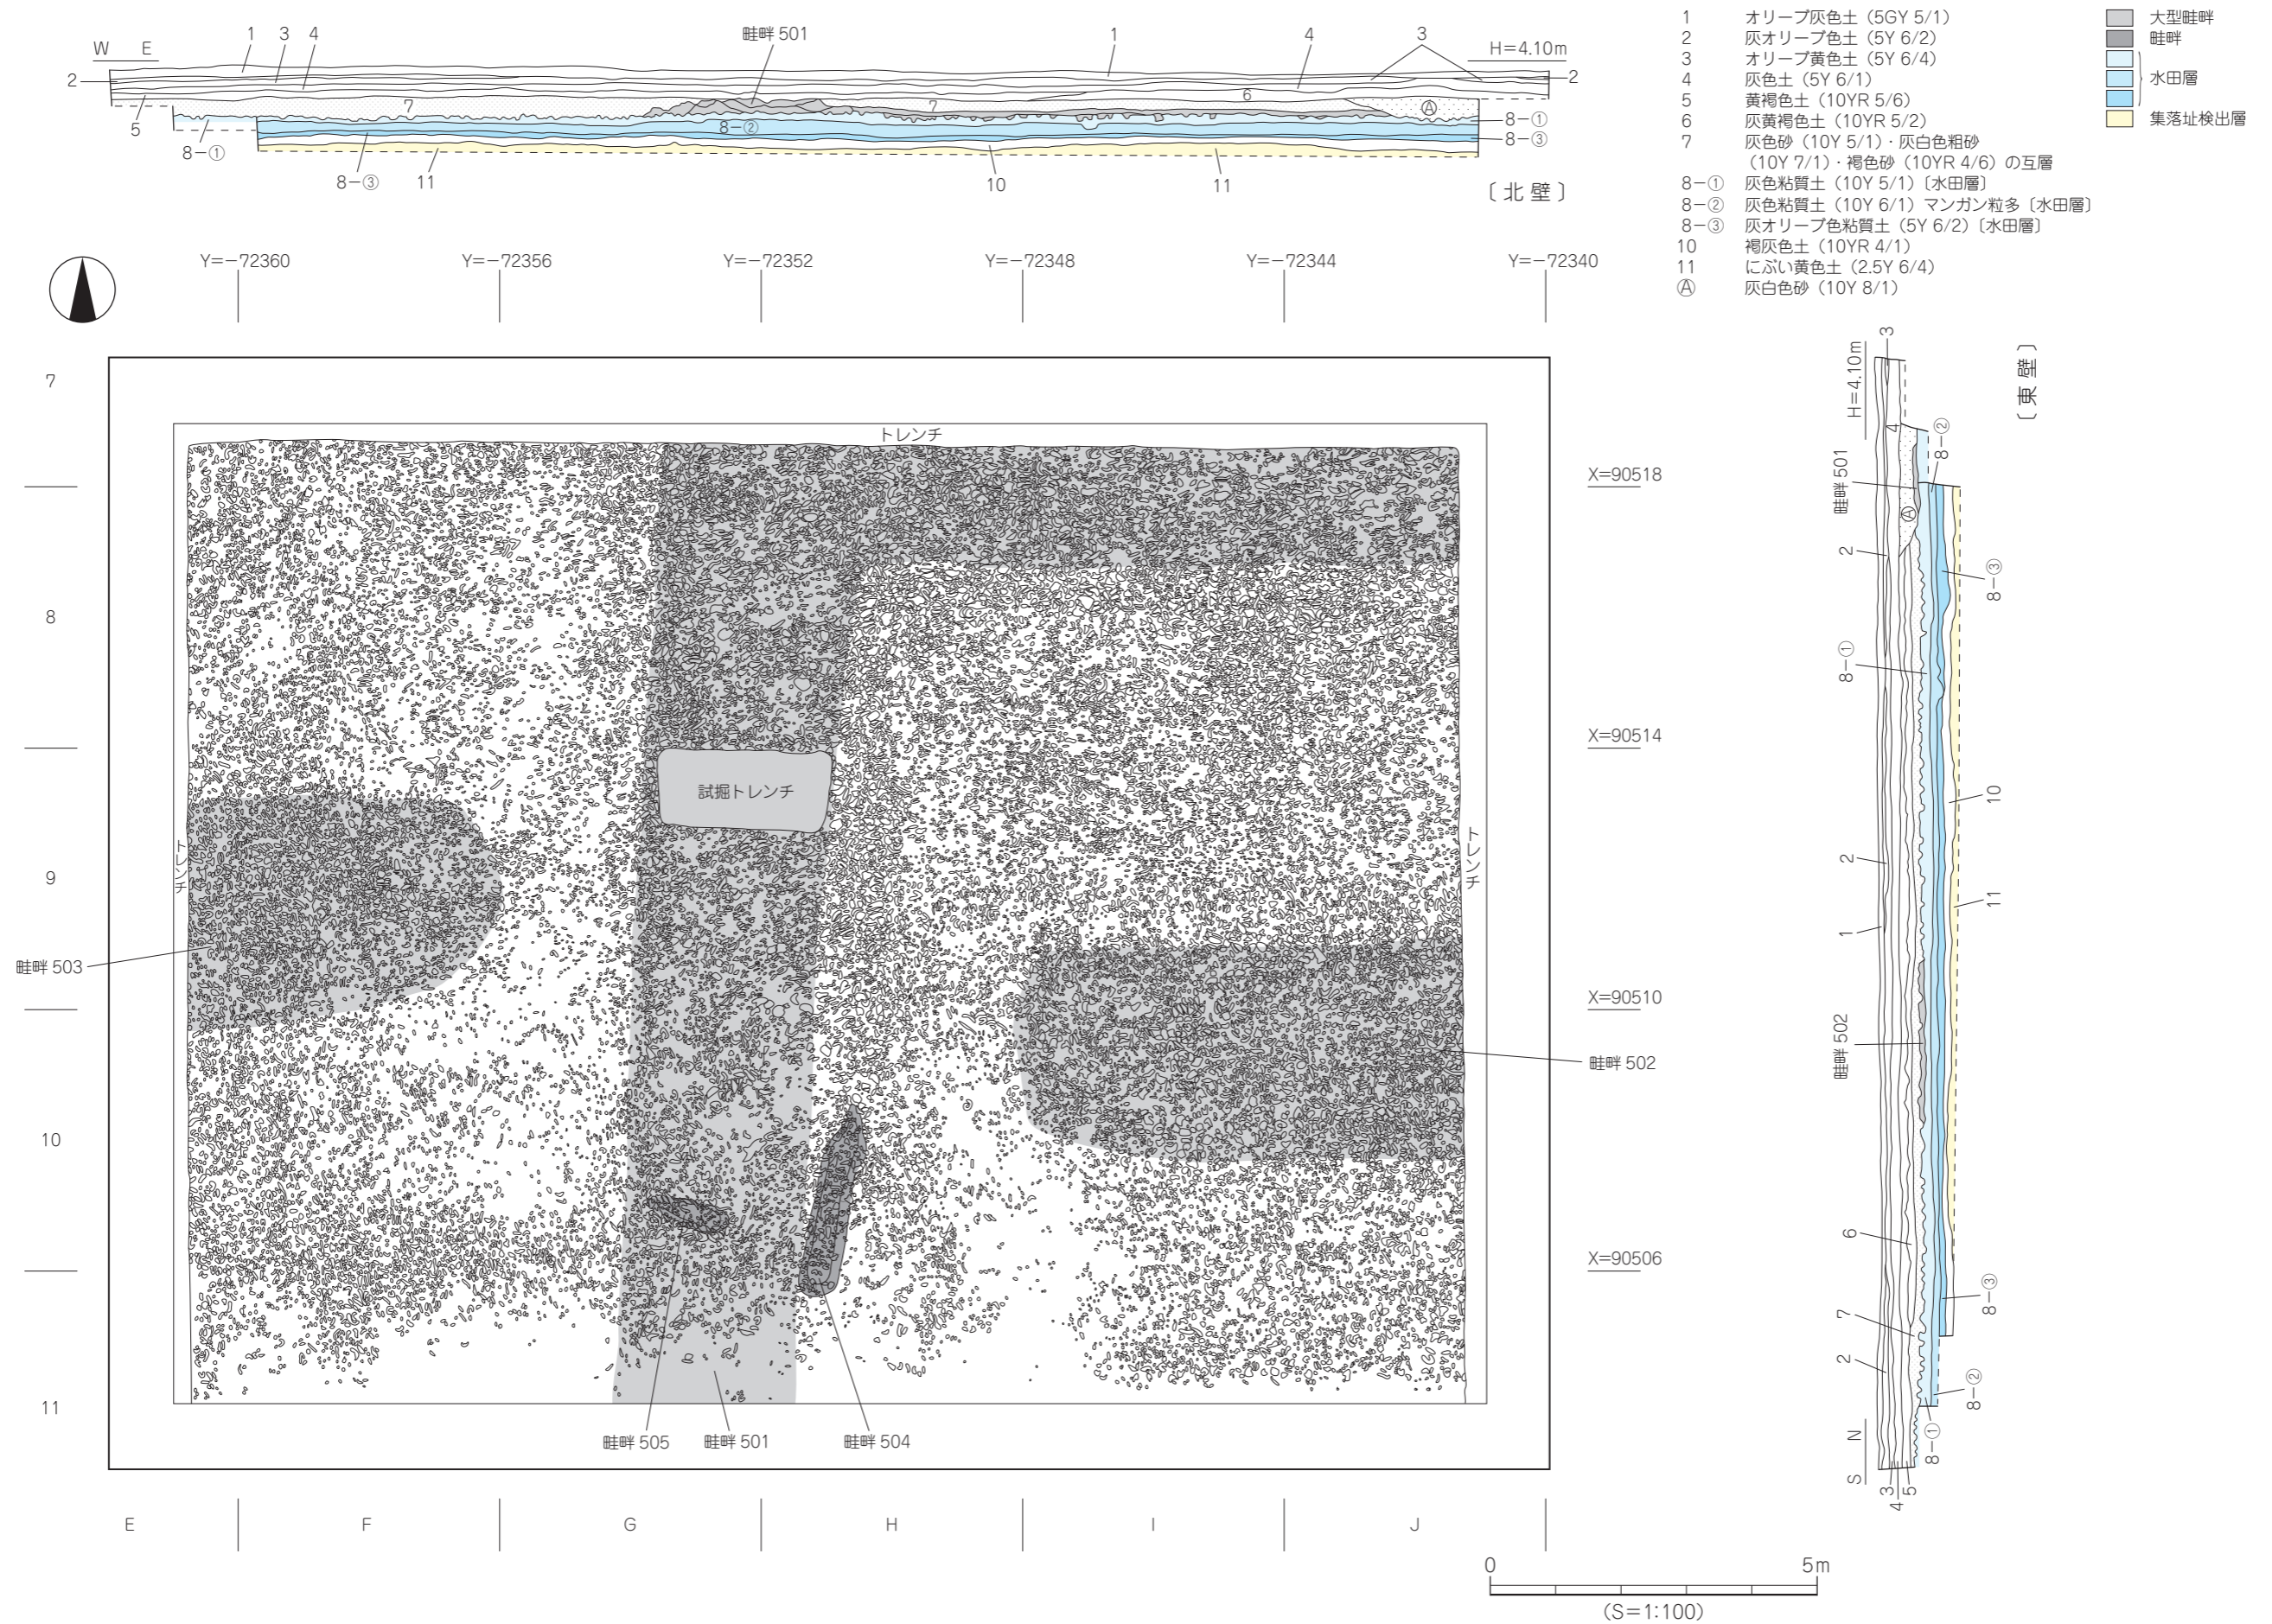 W E
1 3 4 畦畔 501 1 4 3 H=4.10m
2 2
7 7 6 Ⓐ
5 8-① 8-② 8-①
8-③
8-③ 11 10 11
〔北壁〕
1 オリーブ灰色土（5GY 5/1）
2 灰オリーブ色土（5Y 6/2）
3 オリーブ黄色土（5Y 6/4）
4 灰色土（5Y 6/1）
5 黄褐色土（10YR 5/6）
6 灰黄褐色土（10YR 5/2）
7 灰色砂（10Y 5/1）・灰白色粗砂
（10Y 7/1）・褐色砂（10YR 4/6）の互層
8-① 灰色粘質土（10Y 5/1）〔水田層〕
8-② 灰色粘質土（10Y 6/1）マンガン粒多〔水田層〕
8-③ 灰オリーブ色粘質土（5Y 6/2）〔水田層〕
10 褐灰色土（10YR 4/1）
11 にぶい黄色土（2.5Y 6/4）
Ⓐ 灰白色砂（10Y 8/1）
大型畦畔
畦畔
水田層
集落址検出層
Y=-72360 Y=-72356 Y=-72352 Y=-72348 Y=-72344 Y=-72340
7
8
9
10
11
トレンチ
トレンチ
トレンチ
試掘トレンチ
畦畔 503
畦畔 502
畦畔 505 畦畔 501 畦畔 504
X=90518
X=90514
X=90510
X=90506
E F G H I J
〔東壁〕
H=4.10m
3
4
8-②
畦畔 501
Ⓐ
2
8-③
8-①
10
2
11
1
畦畔 502
6
8-③
7
2
8-②
8-①
S N
3
4
5
0 5m
(S=1:100)